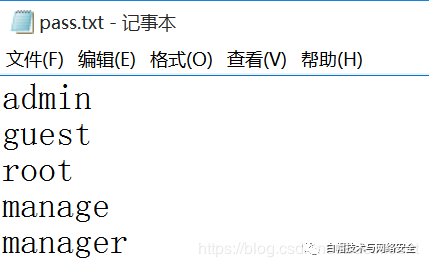 pass.txt - 记事本
文件(F) 编辑(E) 格式(O) 查看(V) 帮助(H)
admin
guest
root
manage
manager
https://blog.csd 白帽技术与网络安全